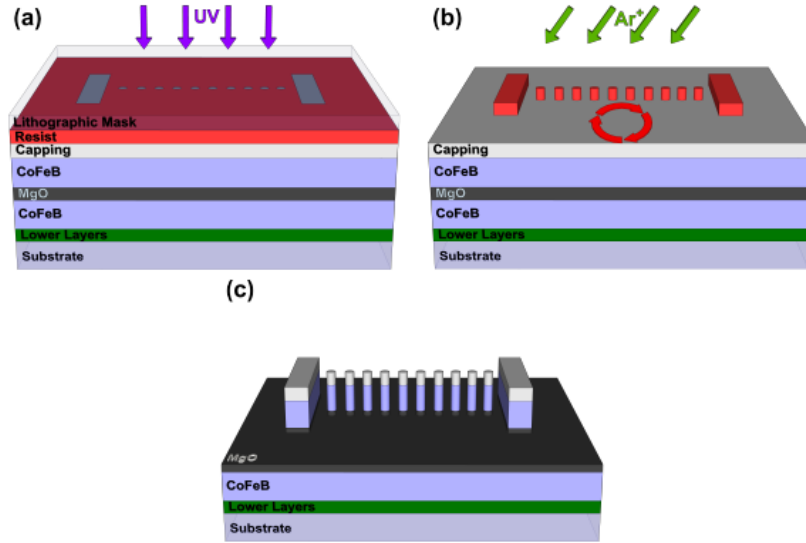 (a)
UV
Lithographic Mask
Resist
Capping
CoFeB
MgO
CoFeB
Lower Layers
Substrate
(b)
Ar+
Capping
CoFeB
MgO
CoFeB
Lower Layers
Substrate
(c)
MgO
CoFeB
Lower Layers
Substrate